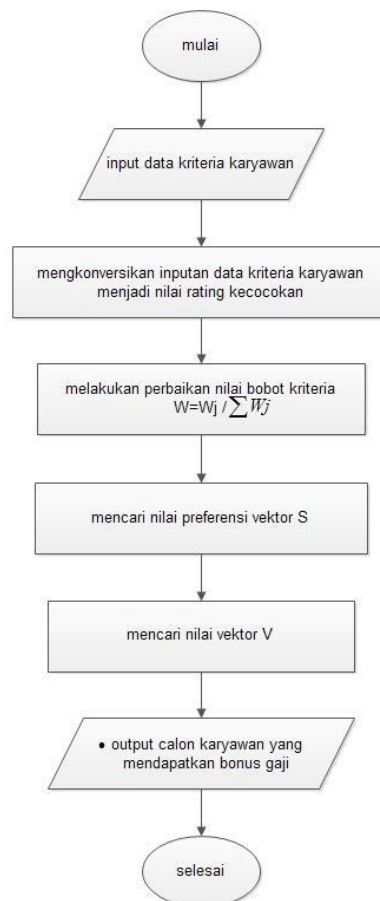 mulai
input data kriteria karyawan
mengkonversikan inputan data kriteria karyawan
menjadi nilai rating kecocokan
melakukan perbaikan nilai bobot kriteria
W=Wj /∑Wj
mencari nilai preferensi vektor S
mencari nilai vektor V
• output calon karyawan yang
mendapatkan bonus gaji
selesai